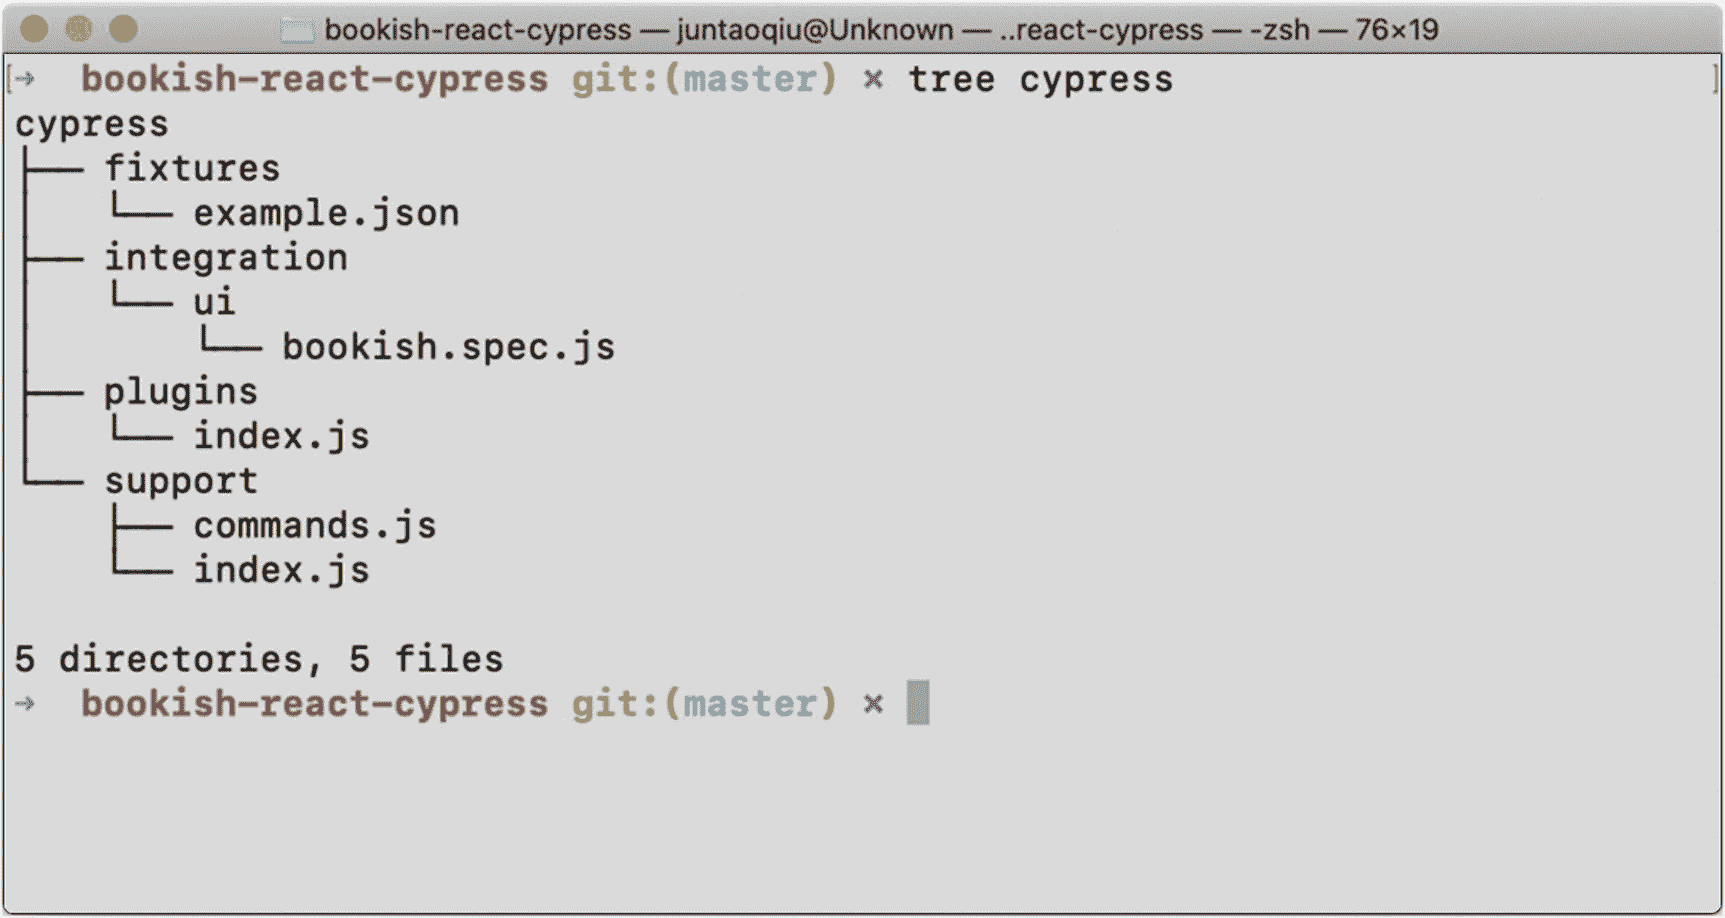 bookish-react-cypress — juntaoqiu@Unknown — ..react-cypress — -zsh — 76×19
[→  bookish-react-cypress git:(master) × tree cypress ]
cypress
├── fixtures
│   └── example.json
├── integration
│   └── ui
│       └── bookish.spec.js
├── plugins
│   └── index.js
└── support
    ├── commands.js
    └── index.js
5 directories, 5 files
→  bookish-react-cypress git:(master) ×